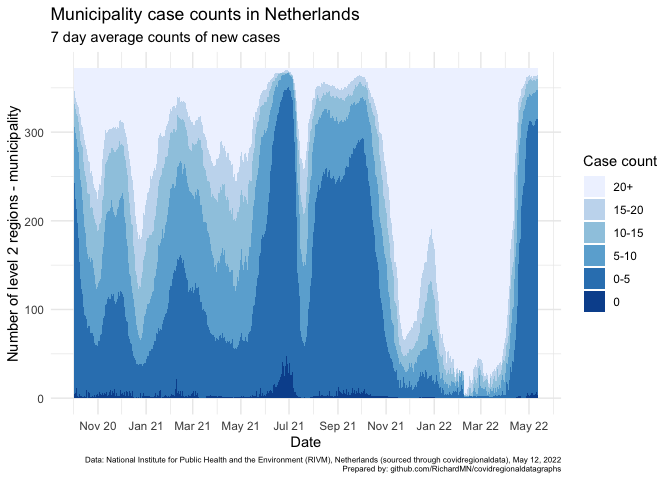 Municipality case counts in Netherlands
7 day average counts of new cases
Number of level 2 regions - municipality
300
200
100
0
Nov 20 Jan 21 Mar 21 May 21 Jul 21 Sep 21 Nov 21 Jan 22 Mar 22 May 22
Date
Case count
20+
15-20
10-15
5-10
0-5
0
Data: National Institute for Public Health and the Environment (RIVM), Netherlands (sourced through covidregionaldata), May 12, 2022
Prepared by: github.com/RichardMN/covidregionaldatagraphs